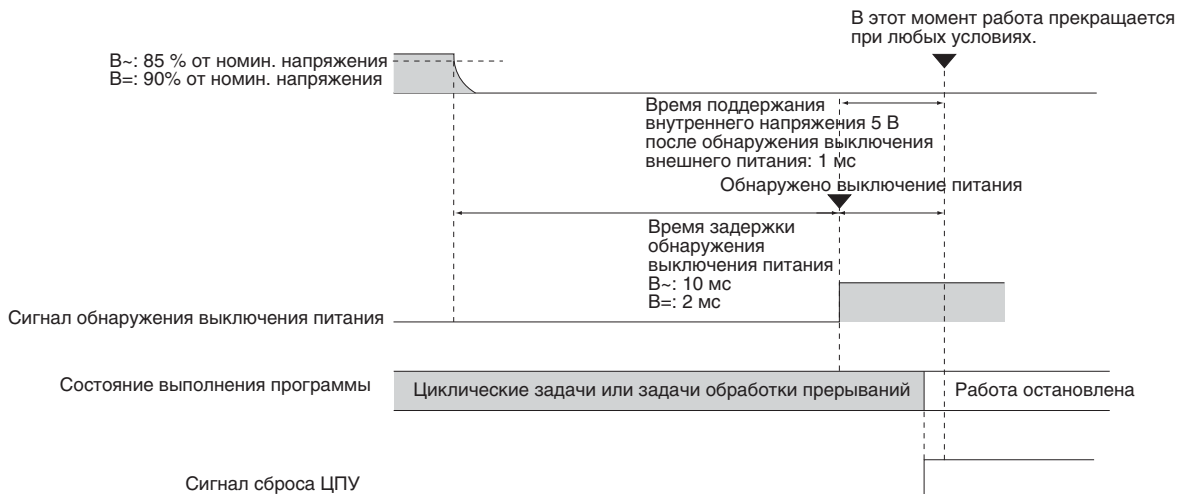 В этот момент работа прекращается
при любых условиях.
В~: 85 % от номин. напряжения
В=: 90% от номин. напряжения
Время поддержания
внутреннего напряжения 5 В
после обнаружения выключения
внешнего питания: 1 мс
Обнаружено выключение питания
Время задержки
обнаружения
выключения питания
В~: 10 мс
В=: 2 мс
Сигнал обнаружения выключения питания
Состояние выполнения программы
Циклические задачи или задачи обработки прерываний
Работа остановлена
Сигнал сброса ЦПУ